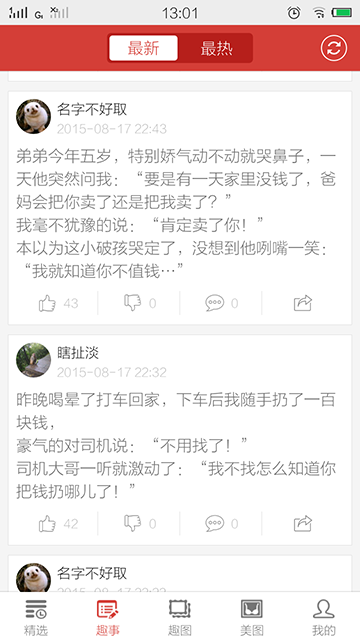 13:01
最新 最热
名字不好取
2015-08-17 22:43
弟弟今年五岁，特别娇气动不动就哭鼻子，一
天他突然问我：“要是有一天家里没钱了，爸
妈会把你卖了还是把我卖了？”
我毫不犹豫的说：“肯定卖了你！”
本以为这小破孩哭定了，没想到他咧嘴一笑：
“我就知道你不值钱…”
43 0 0
瞎扯淡
2015-08-17 22:32
昨晚喝晕了打车回家，下车后我随手扔了一百
块钱，
豪气的对司机说：“不用找了！”
司机大哥一听就激动了：“我不找怎么知道你
把钱扔哪儿了！”
42 0 0
名字不好取
2015-08-17 22:33
精选 趣事 趣图 美图 我的